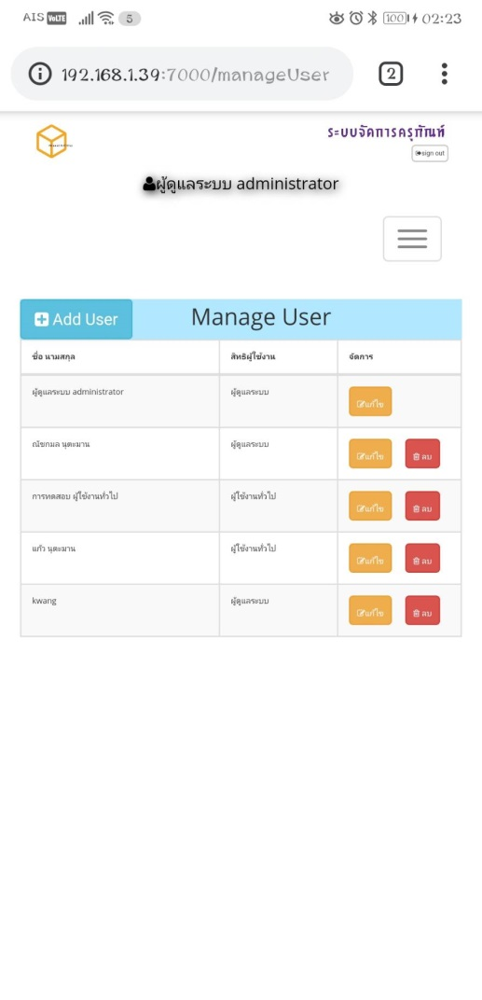 AIS VoLTE 5 100 02:23
192.168.1.39:7000/manageUser 2
ระบบจัดการครุภัณฑ์
sign out
ผู้ดูแลระบบ administrator
Add User Manage User
ชื่อ นามสกุล สิทธิผู้ใช้งาน จัดการ
ผู้ดูแลระบบ administrator ผู้ดูแลระบบ แก้ไข
ณัชกมล นุตะมาน ผู้ดูแลระบบ แก้ไข ลบ
การทดสอบ ผู้ใช้งานทั่วไป ผู้ใช้งานทั่วไป แก้ไข ลบ
แก้ว นุตะมาน ผู้ใช้งานทั่วไป แก้ไข ลบ
kwang ผู้ดูแลระบบ แก้ไข ลบ